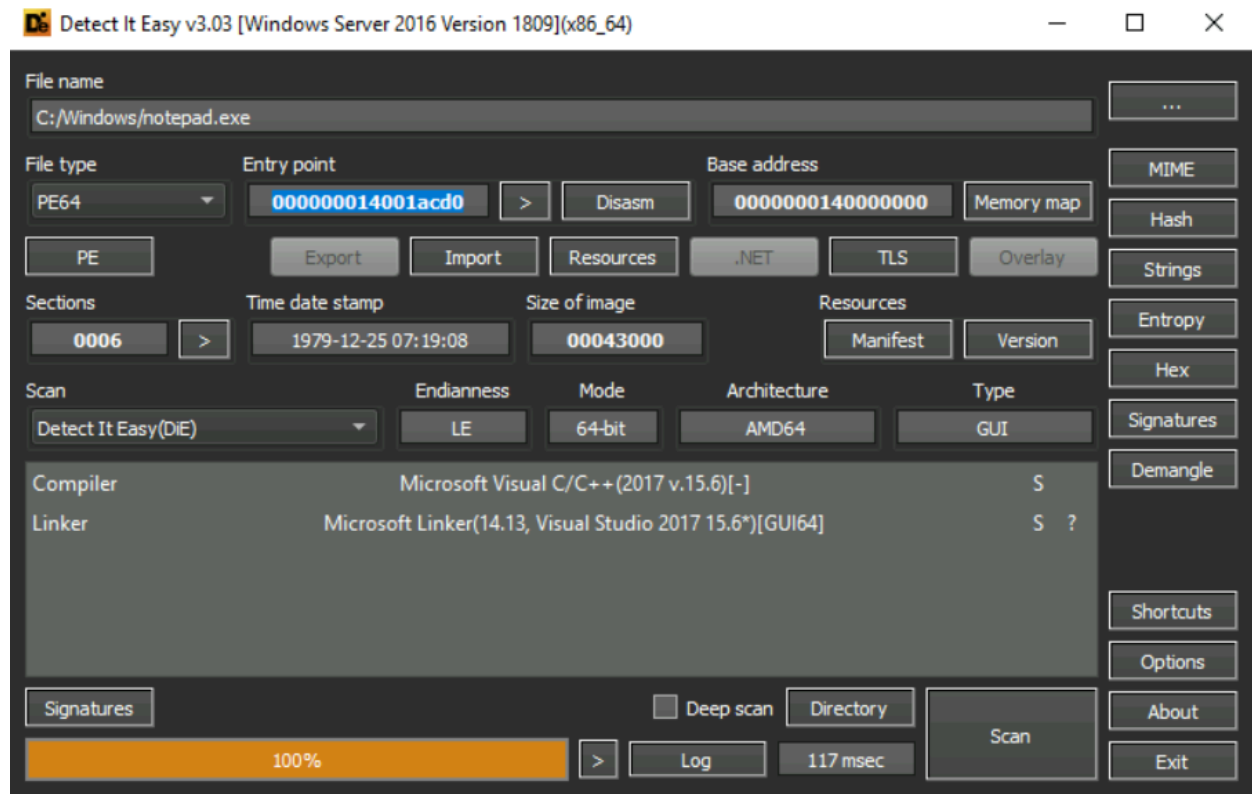 Detect It Easy v3.03 [Windows Server 2016 Version 1809](x86_64)
File name
C:/Windows/notepad.exe
...
File type Entry point Base address
MIME
PE64 000000014001acd0 > Disasm 0000000140000000 Memory map
Hash
PE Export Import Resources .NET TLS Overlay
Strings
Sections Time date stamp Size of image Resources
Entropy
0006 > 1979-12-25 07:19:08 00043000 Manifest Version
Hex
Scan Endianness Mode Architecture Type
Detect It Easy(DiE) LE 64-bit AMD64 GUI
Signatures
Demangle
Compiler Microsoft Visual C/C++(2017 v.15.6)[-] S
Linker Microsoft Linker(14.13, Visual Studio 2017 15.6*)[GUI64] S ?
Shortcuts
Options
Signatures Deep scan Directory
About
Scan
100% > Log 117 msec
Exit